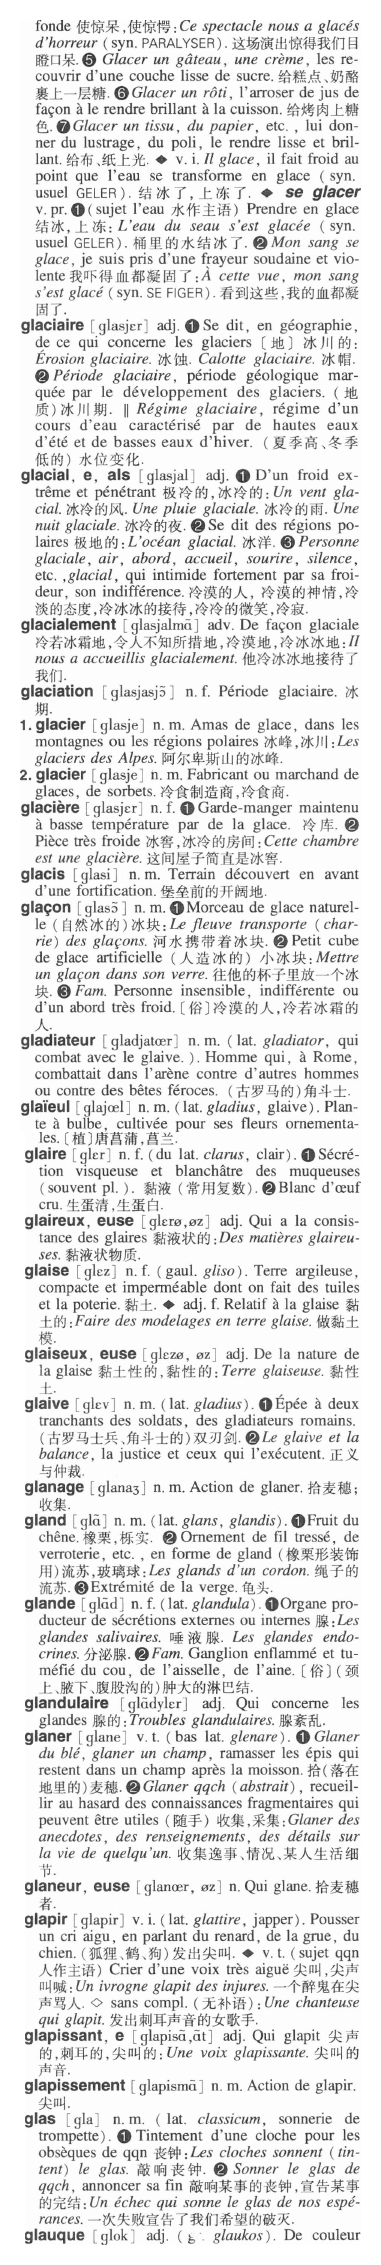 fonde 使惊呆,使惊愕:Ce spectacle nous a glacés
d'horreur (syn. PARALYSER). 这场演出惊得我们目
瞪口呆. ❺ Glacer un gâteau, une crème, les re-
couvrir d'une couche lisse de sucre. 给糕点、奶酪
裹上一层糖. ❻ Glacer un rôti, l'arroser de jus de
façon à le rendre brillant à la cuisson. 给烤肉上糖
色. ❼ Glacer un tissu, du papier, etc., lui don-
ner du lustrage, du poli, le rendre lisse et bril-
lant. 给布、纸上光. ◆ v. i. Il glace, il fait froid au
point que l'eau se transforme en glace (syn.
usuel GELER). 结冰了,上冻了. ◆ se glacer
v. pr. ❶ (sujet l'eau 水作主语) Prendre en glace
结冰,上冻: L'eau du seau s'est glacée (syn.
usuel GELER). 桶里的水结冰了. ❷ Mon sang se
glace, je suis pris d'une frayeur soudaine et vio-
lente 我吓得血都凝固了:À cette vue, mon sang
s'est glacé (syn. SE FIGER). 看到这些,我的血都凝
固了.
glaciaire [glasjɛr] adj. ❶ Se dit, en géographie,
de ce qui concerne les glaciers [地] 冰川的:
Érosion glaciaire. 冰蚀. Calotte glaciaire. 冰帽.
❷ Période glaciaire, période géologique mar-
quée par le développement des glaciers. (地
质)冰川期. ‖ Régime glaciaire, régime d'un
cours d'eau caractérisé par de hautes eaux
d'été et de basses eaux d'hiver. (夏季高、冬季
低的) 水位变化.
glacial, e, als [glasjal] adj. ❶ D'un froid ex-
trême et pénétrant 极冷的,冰冷的: Un vent gla-
cial. 冰冷的风. Une pluie glaciale. 冰冷的雨. Une
nuit glaciale. 冰冷的夜. ❷ Se dit des régions po-
laires 极地的:L'océan glacial. 冰洋. ❸ Personne
glaciale, air, abord, accueil, sourire, silence,
etc. ,glacial, qui intimide fortement par sa froi-
deur, son indifférence. 冷漠的人, 冷漠的神情,冷
淡的态度,冷冰冰的接待,冷冷的微笑,冷寂.
glacialement [glasjalmɑ̃] adv. De façon glaciale
冷若冰霜地,令人不知所措地,冷漠地,冷冰冰地:Il
nous a accueillis glacialement. 他冷冰冰地接待了
我们.
glaciation [glasjasjɔ̃] n. f. Période glaciaire. 冰
期.
1. glacier [glasje] n. m. Amas de glace, dans les
montagnes ou les régions polaires 冰峰,冰川:Les
glaciers des Alpes. 阿尔卑斯山的冰峰.
2. glacier [glasje] n. m. Fabricant ou marchand de
glaces, de sorbets. 冷食制造商,冷食商.
glacière [glasjɛr] n. f. ❶ Garde-manger maintenu
à basse température par de la glace. 冷库. ❷
Pièce très froide 冰窖,冰冷的房间:Cette chambre
est une glacière. 这间屋子简直是冰窖.
glacis [glasi] n. m. Terrain découvert en avant
d'une fortification. 堡垒前的开阔地.
glaçon [glasɔ̃] n. m. ❶ Morceau de glace naturel-
le (自然冰的)冰块: Le fleuve transporte (char-
rie) des glaçons. 河水携带着冰块. ❷ Petit cube
de glace artificielle (人造冰的) 小冰块: Mettre
un glaçon dans son verre. 往他的杯子里放一个冰
块. ❸ Fam. Personne insensible, indifférente ou
d'un abord très froid. [俗]冷漠的人,冷若冰霜的
人.
gladiateur [gladjatœr] n. m. (lat. gladiator, qui
combat avec le glaive. ). Homme qui, à Rome,
combattait dans l'arène contre d'autres hommes
ou contre des bêtes féroces. (古罗马的)角斗士.
glaïeul [glajœl] n. m. (lat. gladius, glaive). Plan-
te à bulbe, cultivée pour ses fleurs ornementa-
les. [植]唐菖蒲,菖兰.
glaire [glɛr] n. f. (du lat. clarus, clair). ❶ Sécré-
tion visqueuse et blanchâtre des muqueuses
(souvent pl. ). 黏液 (常用复数). ❷ Blanc d'œuf
cru. 生蛋清,生蛋白.
glaireux, euse [glɛrø,øz] adj. Qui a la consis-
tance des glaires 黏液状的: Des matières glaireu-
ses. 黏液状物质.
glaise [glɛz] n. f. (gaul. gliso). Terre argileuse,
compacte et imperméable dont on fait des tuiles
et la poterie. 黏土. ◆ adj. f. Relatif à la glaise 黏
土的:Faire des modelages en terre glaise. 做黏土
模.
glaiseux, euse [glɛzø, øz] adj. De la nature de
la glaise 黏土性的,黏性的: Terre glaiseuse. 黏性
土.
glaive [glɛv] n. m. (lat. gladius). ❶ Épée à deux
tranchants des soldats, des gladiateurs romains.
(古罗马士兵、角斗士的)双刃剑. ❷ Le glaive et la
balance, la justice et ceux qui l'exécutent. 正义
与仲裁.
glanage [glanaʒ] n. m. Action de glaner. 拾麦穗;
收集.
gland [glɑ̃] n. m. (lat. glans, glandis). ❶ Fruit du
chêne. 橡栗,栎实. ❷ Ornement de fil tressé, de
verroterie, etc. , en forme de gland (橡栗形装饰
用)流苏,玻璃球: Les glands d'un cordon. 绳子的
流苏. ❸ Extrémité de la verge. 龟头.
glande [glɑ̃d] n. f. (lat. glandula). ❶ Organe pro-
ducteur de sécrétions externes ou internes 腺:Les
glandes salivaires. 唾液腺. Les glandes endo-
crines. 分泌腺. ❷ Fam. Ganglion enflammé et tu-
méfié du cou, de l'aisselle, de l'aine. [俗](颈
上、腋下、腹股沟的)肿大的淋巴结.
glandulaire [glɑ̃dylɛr] adj. Qui concerne les
glandes 腺的:Troubles glandulaires. 腺紊乱.
glaner [glane] v. t. (bas lat. glenare). ❶ Glaner
du blé, glaner un champ, ramasser les épis qui
restent dans un champ après la moisson. 拾(落在
地里的)麦穗. ❷ Glaner qqch (abstrait), recueil-
lir au hasard des connaissances fragmentaires qui
peuvent être utiles (随手) 收集,采集: Glaner des
anecdotes, des renseignements, des détails sur
la vie de quelqu'un. 收集逸事、情况、某人生活细
节.
glaneur, euse [glanœr, øz] n. Qui glane. 拾麦穗
者.
glapir [glapir] v. i. (lat. glattire, japper). Pousser
un cri aigu, en parlant du renard, de la grue, du
chien. (狐狸、鹤、狗)发出尖叫. ◆ v. t. (sujet qqn
人作主语) Crier d'une voix très aiguë 尖叫,尖声
叫喊: Un ivrogne glapit des injures. 一个醉鬼在尖
声骂人. ◇ sans compl. (无补语): Une chanteuse
qui glapit. 发出刺耳声音的女歌手.
glapissant, e [glapisɑ̃,ɑ̃t] adj. Qui glapit 尖声
的,刺耳的,尖叫的: Une voix glapissante. 尖叫的
声音.
glapissement [glapismɑ̃] n. m. Action de glapir.
尖叫.
glas [gla] n. m. ( lat. classicum, sonnerie de
trompette). ❶ Tintement d'une cloche pour les
obsèques de qqn 丧钟: Les cloches sonnent (tin-
tent) le glas. 敲响丧钟. ❷ Sonner le glas de
qqch, annoncer sa fin 敲响某事的丧钟,宣告某事
的完结: Un échec qui sonne le glas de nos espé-
rances. 一次失败宣告了我们希望的破灭.
glauque [glok] adj. ( glaukos). De couleur